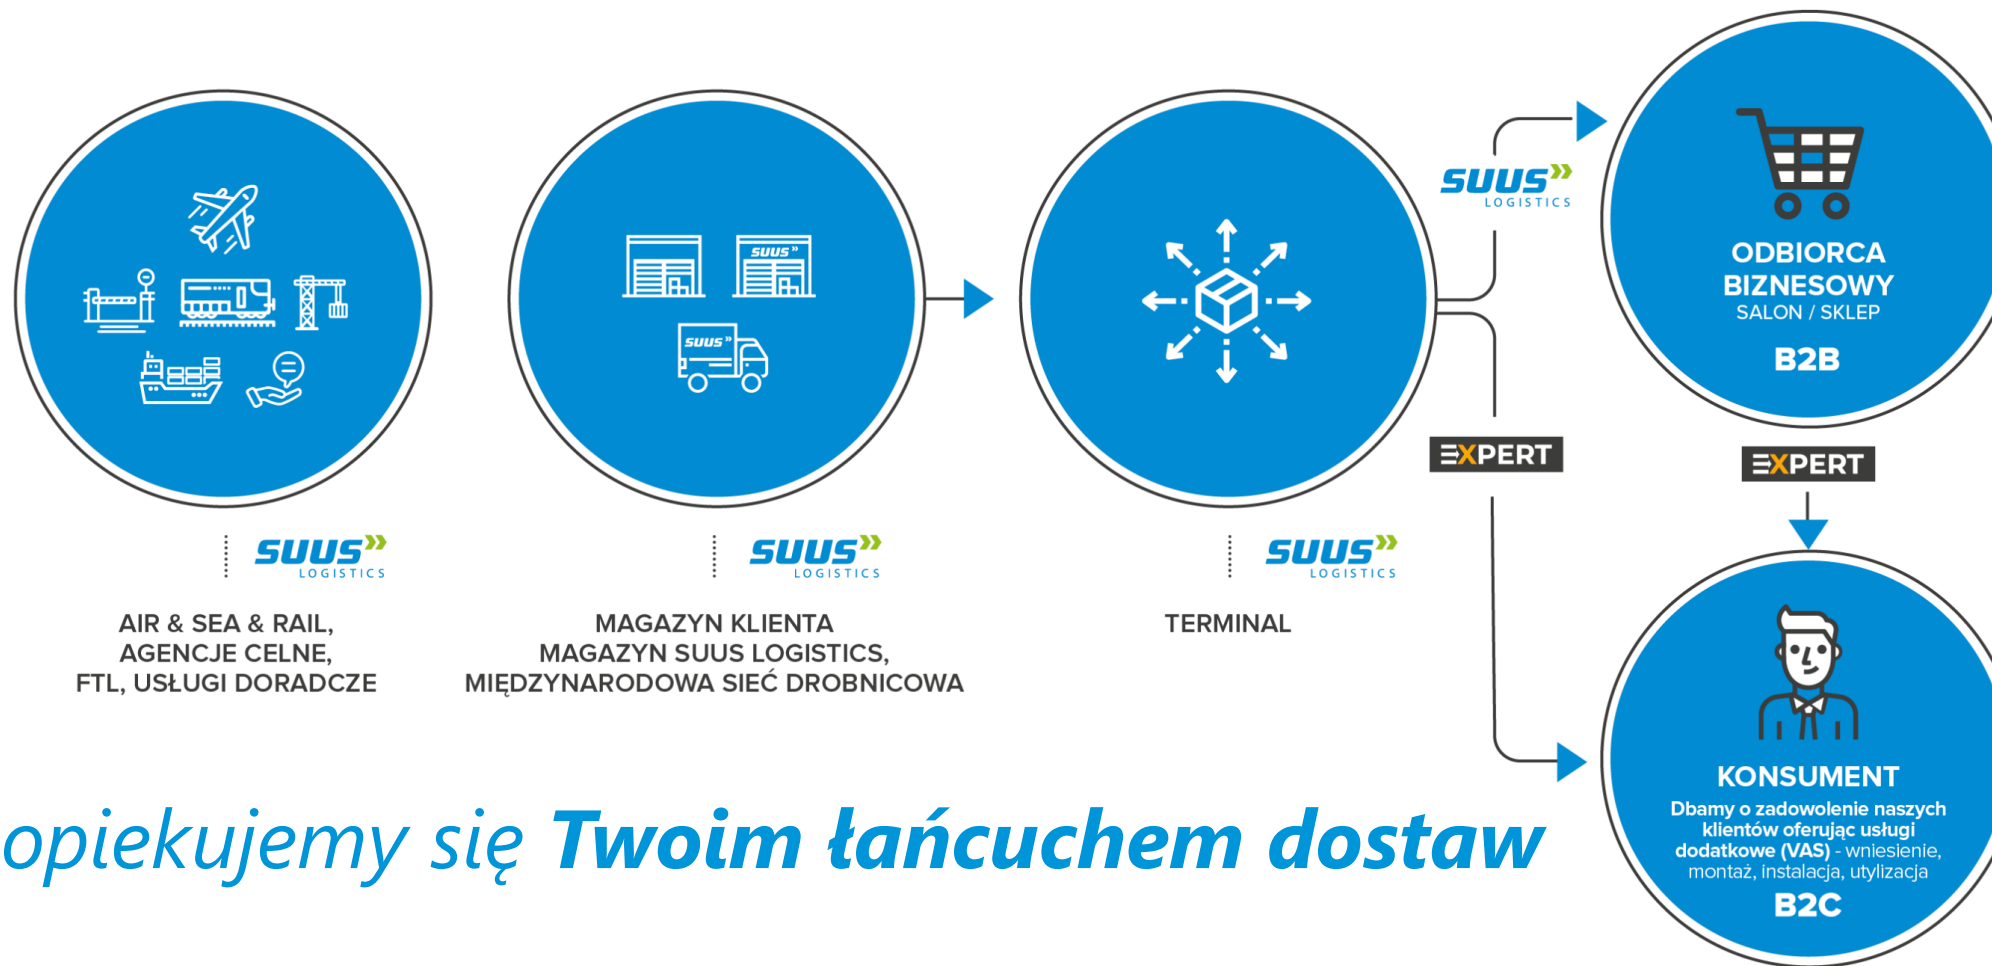 SUUS
SUUS
SUUS
LOGISTICS
AIR & SEA & RAIL,
AGENCJE CELNE,
FTL, USŁUGI DORADCZE
SUUS
LOGISTICS
MAGAZYN KLIENTA
MAGAZYN SUUS LOGISTICS,
MIĘDZYNARODOWA SIEĆ DROBNICOWA
SUUS
LOGISTICS
TERMINAL
SUUS
LOGISTICS
EXPERT
ODBIORCA
BIZNESOWY
SALON / SKLEP
B2B
EXPERT
KONSUMENT
Dbamy o zadowolenie naszych
klientów oferując usługi
dodatkowe (VAS) - wniesienie,
montaż, instalacja, utylizacja
B2C
opiekujemy się Twoim łańcuchem dostaw